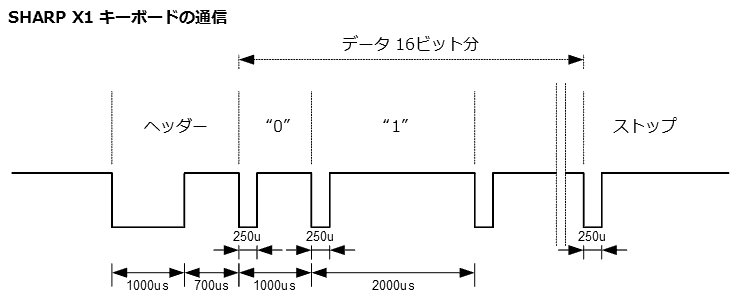 SHARP X1 キーボードの通信
データ 16ビット分
ヘッダー “0” “1” ストップ
250u 250u 250u
1000us 700us 1000us 2000us